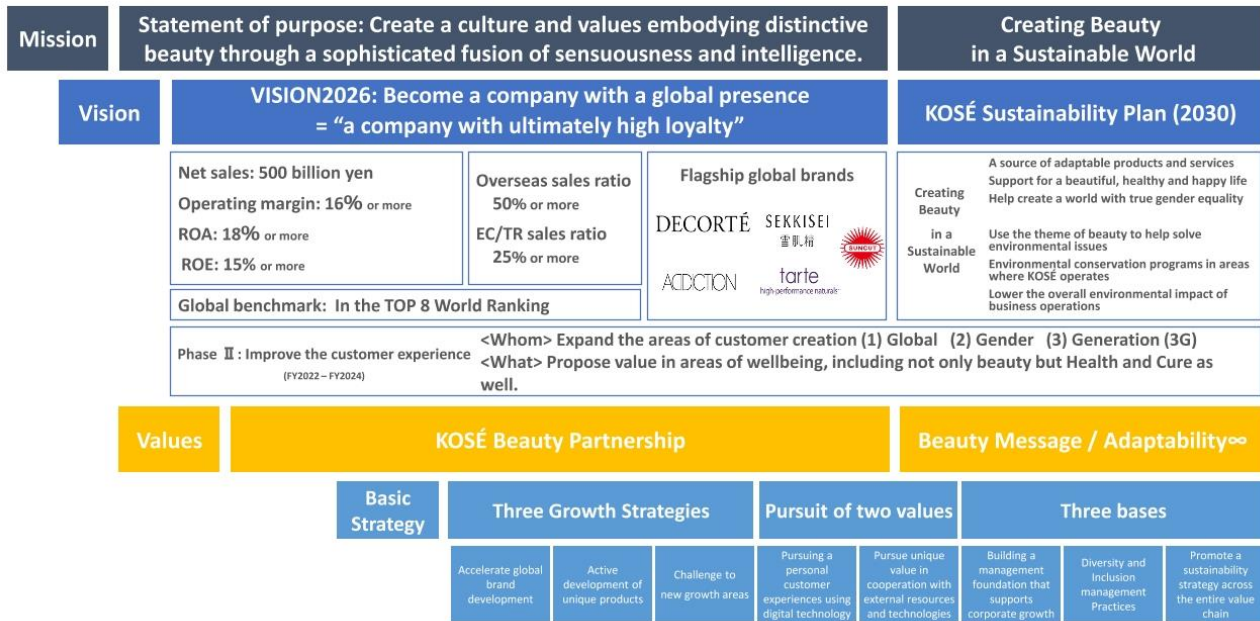 Mission
Statement of purpose: Create a culture and values embodying distinctive
beauty through a sophisticated fusion of sensuousness and intelligence.
Creating Beauty
in a Sustainable World
Vision
VISION2026: Become a company with a global presence
= “a company with ultimately high loyalty”
KOSÉ Sustainability Plan (2030)
Net sales: 500 billion yen
Operating margin: 16% or more
ROA: 18% or more
ROE: 15% or more
Overseas sales ratio
50% or more
EC/TR sales ratio
25% or more
Global benchmark: In the TOP 8 World Ranking
Flagship global brands
DECORTÉ
SEKKISEI
雪肌精
SUNCUT
ADDICTION
tarte
high-performance naturals
Creating
Beauty
in a
Sustainable
World
A source of adaptable products and services
Support for a beautiful, healthy and happy life
Help create a world with true gender equality
Use the theme of beauty to help solve
environmental issues
Environmental conservation programs in areas
where KOSÉ operates
Lower the overall environmental impact of
business operations
Phase Ⅱ : Improve the customer experience
(FY2022 – FY2024)
<Whom> Expand the areas of customer creation (1) Global (2) Gender (3) Generation (3G)
<What> Propose value in areas of wellbeing, including not only beauty but Health and Cure as
well.
Values
KOSÉ Beauty Partnership
Beauty Message / Adaptability∞
Basic
Strategy
Three Growth Strategies
Pursuit of two values
Three bases
Accelerate global
brand
development
Active
development of
unique products
Challenge to
new growth areas
Pursuing a
personal
customer
experiences using
digital technology
Pursue unique
value in
cooperation with
external resources
and technologies
Building a
management
foundation that
supports
corporate growth
Diversity and
Inclusion
management
Practices
Promote a
sustainability
strategy across
the entire value
chain